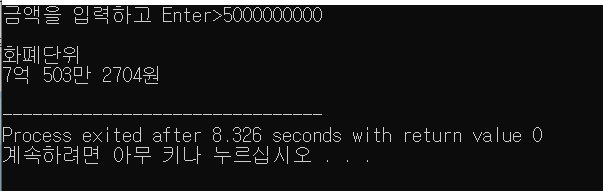 금액을 입력하고 Enter>5000000000
화폐단위
7억 503만 2704원
--------------------------------
Process exited after 8.326 seconds with return value 0
계속하려면 아무 키나 누르십시오 . . .